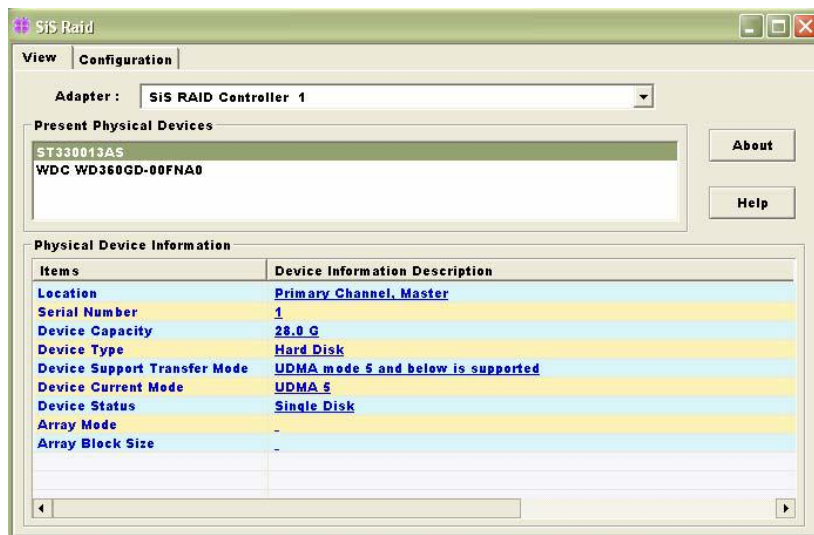 SiS Raid
View Configuration
Adapter : SiS RAID Controller 1
Present Physical Devices
ST330013AS
WDC WD360GD-00FNA0
About
Help
Physical Device Information
Items Device Information Description
Location Primary Channel, Master
Serial Number 1
Device Capacity 28.0 G
Device Type Hard Disk
Device Support Transfer Mode UDMA mode 5 and below is supported
Device Current Mode UDMA 5
Device Status Single Disk
Array Mode -
Array Block Size -